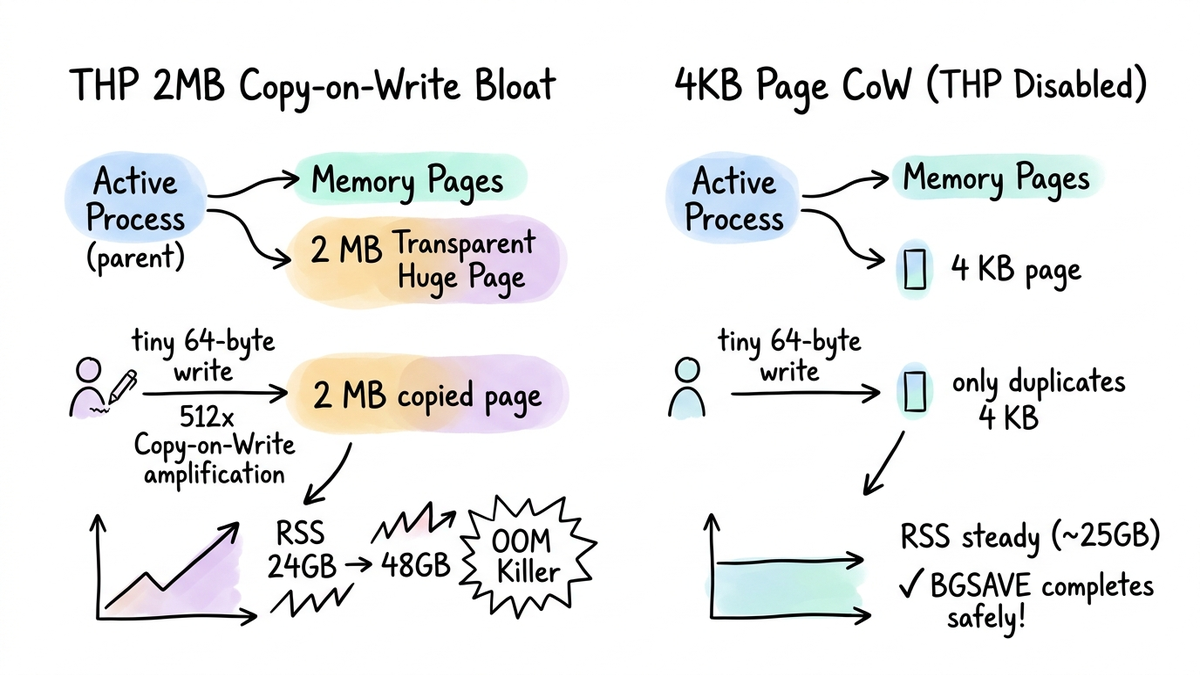 THP 2MB Copy-on-Write Bloat
Active
Process
(parent)
Memory Pages
2 MB Transparent
Huge Page
tiny 64-byte
write
512x
Copy-on-Write
amplification
2 MB copied page
RSS
24GB → 48GB
OOM
Killer
4KB Page CoW (THP Disabled)
Active
Process
Memory Pages
4 KB page
tiny 64-byte
write
only duplicates
4 KB
RSS steady (~25GB)
✓ BGSAVE completes
safely!